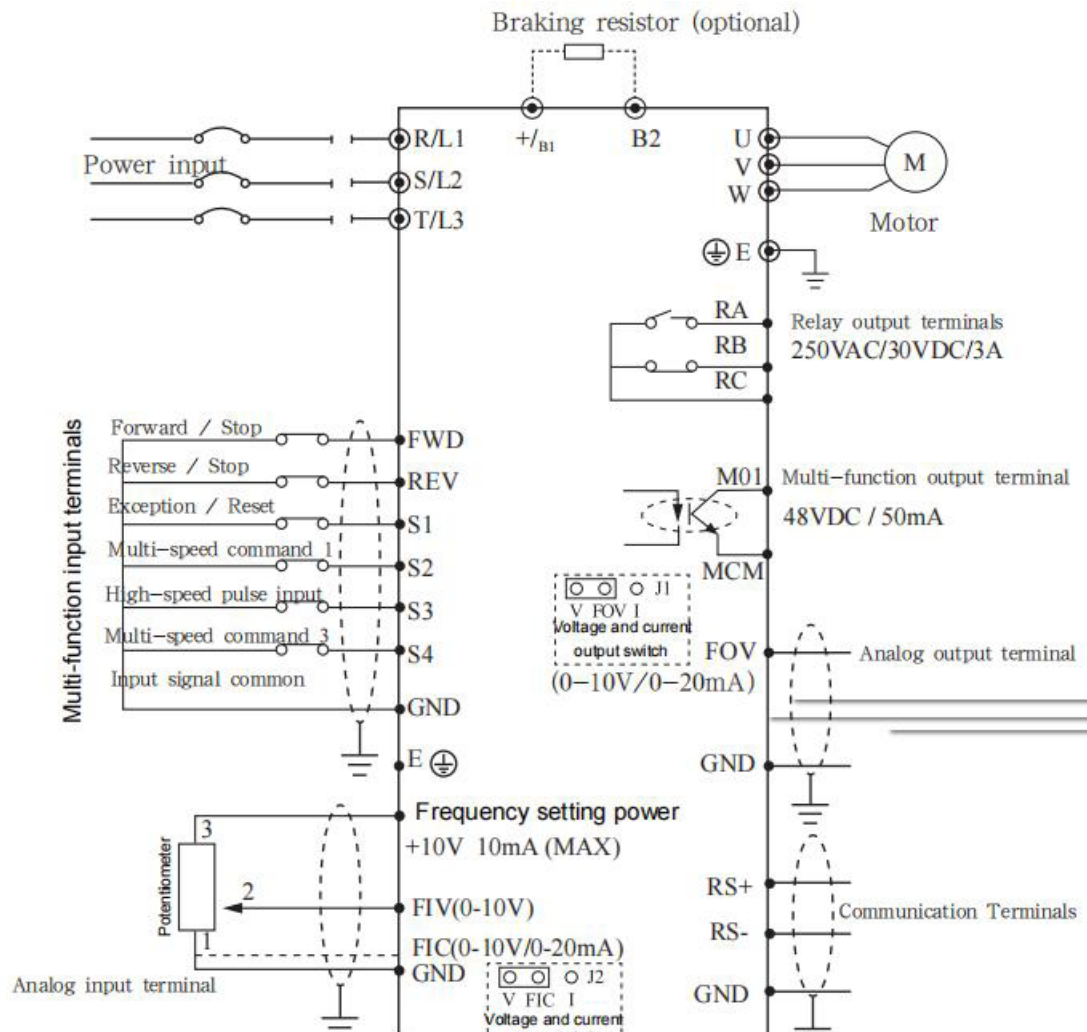 Braking resistor (optional)
+/B1
B2
Power input
R/L1
S/L2
T/L3
U
V
W
M
Motor
E
RA
RB
RC
Relay output terminals
250VAC/30VDC/3A
Multi-function input terminals
Forward / Stop
FWD
Reverse / Stop
REV
Exception / Reset
S1
Multi-speed command 1
S2
High-speed pulse input
S3
Multi-speed command 3
S4
Input signal common
GND
E
M01
MCM
Multi-function output terminal
48VDC / 50mA
J1
V FOV I
Voltage and current
output switch
FOV
(0-10V/0-20mA)
Analog output terminal
GND
Frequency setting power
+10V 10mA (MAX)
Potentiometer
3
2
1
FIV(0-10V)
FIC(0-10V/0-20mA)
GND
Analog input terminal
J2
V FIC I
Voltage and current
RS+
RS-
Communication Terminals
GND